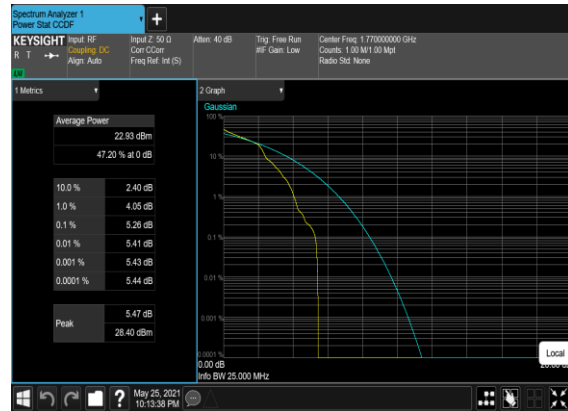 Spectrum Analyzer 1
Power Stat CCDF
KEYSIGHT
R T
LXI
Input: RF
Coupling: DC
Align: Auto
Input Z: 50 Ω
Corr CCorr
Freq Ref: Int (S)
Atten: 40 dB
Trig: Free Run
#IF Gain: Low
Center Freq: 1.770000000 GHz
Counts: 1.00 M/1.00 Mpt
Radio Std: None
1 Metrics
Average Power
22.93 dBm
47.20 % at 0 dB
10.0 % 2.40 dB
1.0 % 4.05 dB
0.1 % 5.26 dB
0.01 % 5.41 dB
0.001 % 5.43 dB
0.0001 % 5.44 dB
Peak
5.47 dB
28.40 dBm
2 Graph
Gaussian
100 %
10 %
1 %
0.1 %
0.01 %
0.001 %
0.0001 %
0.00 dB
Info BW 25.000 MHz
Local
?
May 25, 2021
10:13:38 PM